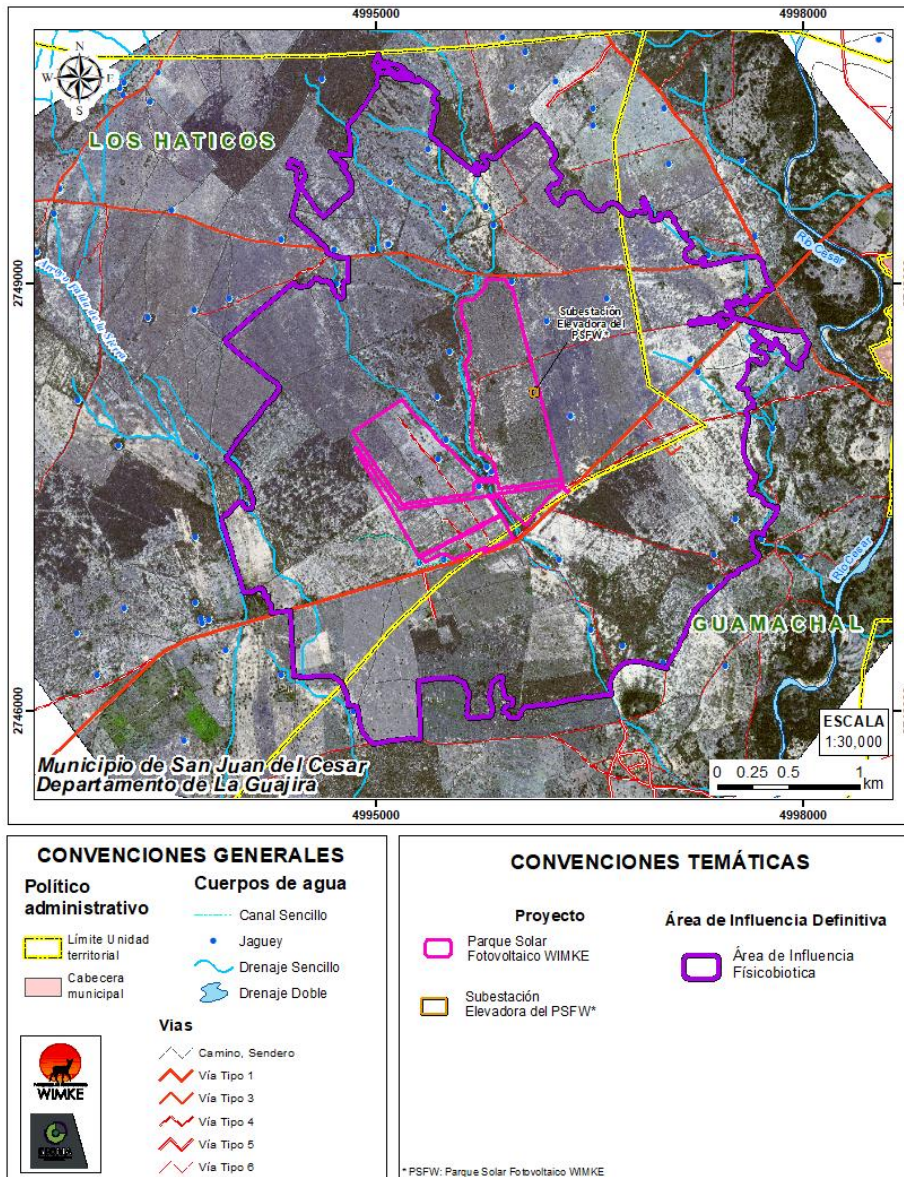 4995000
4998000
N
W
E
S
LOS HATICOS
Río Cesar
2749000
Subestación
Elevadora del
PSFW*
Río Cesar
GUAMACHAL
2746000
ESCALA
1:30,000
Municipio de San Juan del Cesar
Departamento de La Guajira
0 0.25 0.5 1
km
4995000
4998000
CONVENCIONES GENERALES
Político
administrativo
Límite Unidad
territorial
Cabecera
municipal
Cuerpos de agua
Canal Sencillo
Jaguey
Drenaje Sencillo
Drenaje Doble
Vias
Camino, Sendero
Vía Tipo 1
Vía Tipo 3
Vía Tipo 4
Vía Tipo 5
Vía Tipo 6
WIMKE
CONVENCIONES TEMÁTICAS
Proyecto
Parque Solar
Fotovoltaico WIMKE
Subestación
Elevadora del PSFW*
Área de Influencia Definitiva
Área de Influencia
Físicobiotica
* PSFW: Parque Solar Fotovoltaico WIMKE